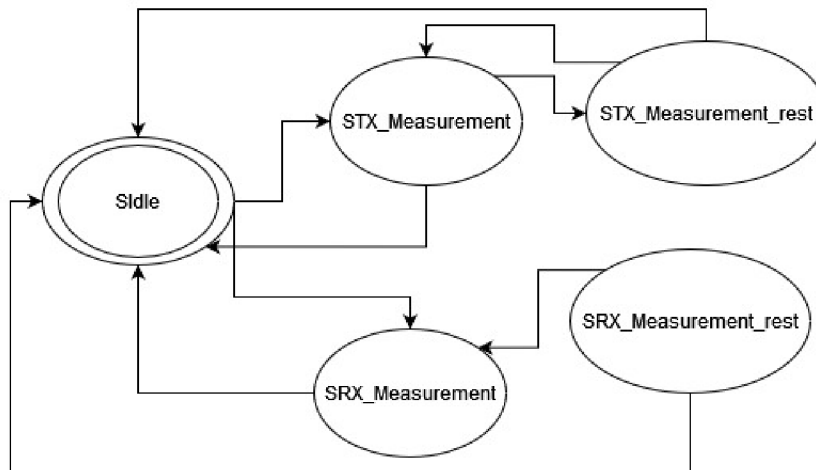 STX_Measurement
STX_Measurement_rest
SIdle
SRX_Measurement_rest
SRX_Measurement